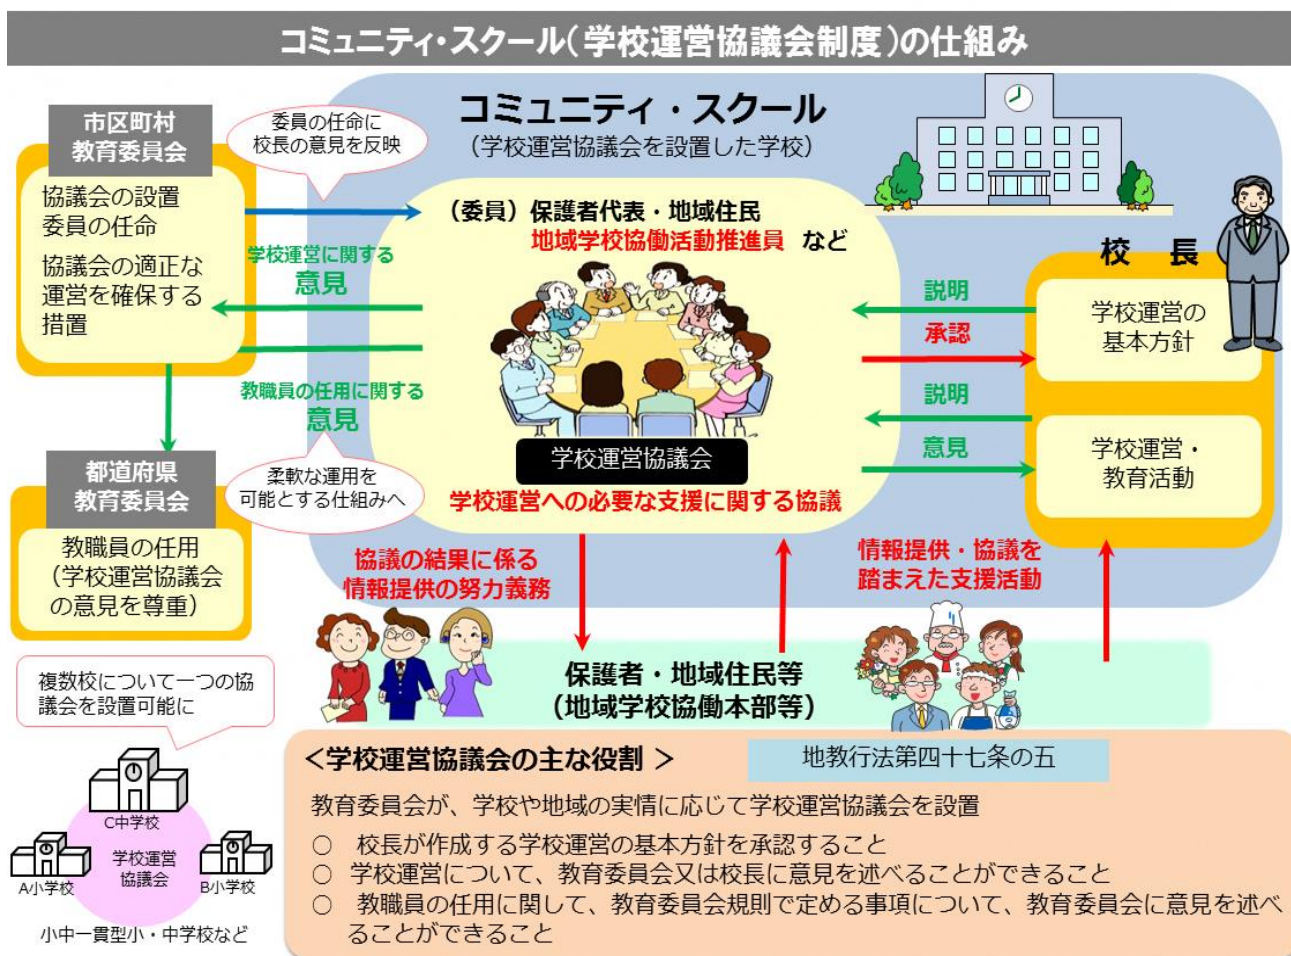 コミュニティ・スクール(学校運営協議会制度)の仕組み
市区町村
教育委員会
協議会の設置
委員の任命
協議会の適正な
運営を確保する
措置
委員の任命に
校長の意見を反映
コミュニティ・スクール
(学校運営協議会を設置した学校)
(委員)保護者代表・地域住民
地域学校協働活動推進員 など
学校運営に関する
意見
教職員の任用に関する
意見
柔軟な運用を
可能とする仕組みへ
学校運営協議会
学校運営への必要な支援に関する協議
校 長
説明
承認
学校運営の
基本方針
説明
意見
学校運営・
教育活動
都道府県
教育委員会
教職員の任用
(学校運営協議会
の意見を尊重)
協議の結果に係る
情報提供の努力義務
情報提供・協議を
踏まえた支援活動
保護者・地域住民等
(地域学校協働本部等)
複数校について一つの協
議会を設置可能に
C中学校
A小学校
学校運営
協議会
B小学校
小中一貫型小・中学校など
<学校運営協議会の主な役割 >
地教行法第四十七条の五
教育委員会が、学校や地域の実情に応じて学校運営協議会を設置
○ 校長が作成する学校運営の基本方針を承認すること
○ 学校運営について、教育委員会又は校長に意見を述べることができること
○ 教職員の任用に関して、教育委員会規則で定める事項について、教育委員会に意見を述べ
ることができること